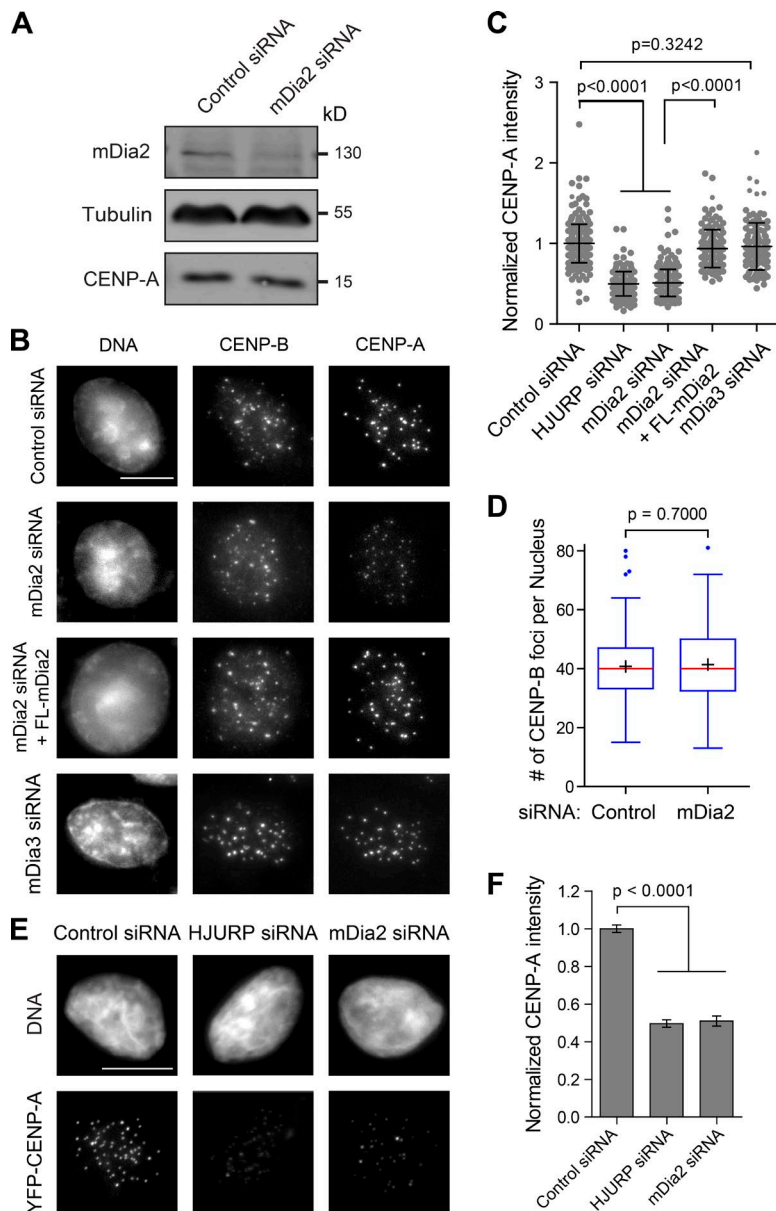 A
Control siRNA
mDia2 siRNA
kD
mDia2
130
Tubulin
55
CENP-A
15
B
DNA
CENP-B
CENP-A
Control siRNA
mDia2 siRNA
mDia2 siRNA
+ FL-mDia2
mDia3 siRNA
C
p=0.3242
p<0.0001
p<0.0001
Normalized CENP-A intensity
3
2
1
0
Control siRNA
HJURP siRNA
mDia2 siRNA
mDia2 siRNA
+ FL-mDia2
mDia3 siRNA
D
p = 0.7000
# of CENP-B foci per Nucleus
80
60
40
20
0
siRNA: Control mDia2
E
Control siRNA HJURP siRNA mDia2 siRNA
DNA
YFP-CENP-A
F
p < 0.0001
Normalized CENP-A intensity
1.2
1.0
0.8
0.6
0.4
0.2
0.0
Control siRNA
HJURP siRNA
mDia2 siRNA